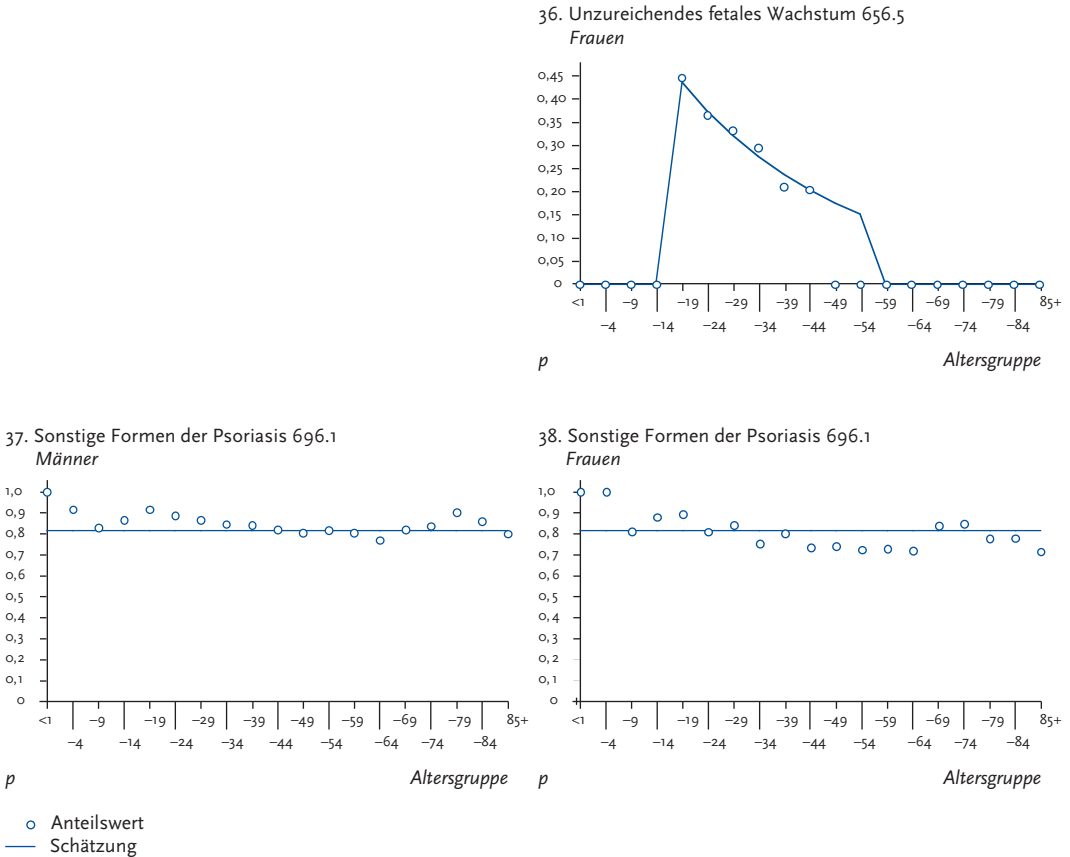 36. Unzureichendes fetales Wachstum 656.5
Frauen
0,45
0,40
0,35
0,30
0,25
0,20
0,15
0,10
0,05
0
<1 –9 –19 –29 –39 –49 –59 –69 –79 85+
–4 –14 –24 –34 –44 –54 –64 –74 –84
p Altersgruppe
37. Sonstige Formen der Psoriasis 696.1
Männer
1,0
0,9
0,8
0,7
0,6
0,5
0,4
0,3
0,2
0,1
0
<1 –9 –19 –29 –39 –49 –59 –69 –79 85+
–4 –14 –24 –34 –44 –54 –64 –74 –84
p Altersgruppe
38. Sonstige Formen der Psoriasis 696.1
Frauen
1,0
0,9
0,8
0,7
0,6
0,5
0,4
0,3
0,2
0,1
0
<1 –9 –19 –29 –39 –49 –59 –69 –79 85+
–4 –14 –24 –34 –44 –54 –64 –74 –84
p Altersgruppe
Anteilswert
Schätzung